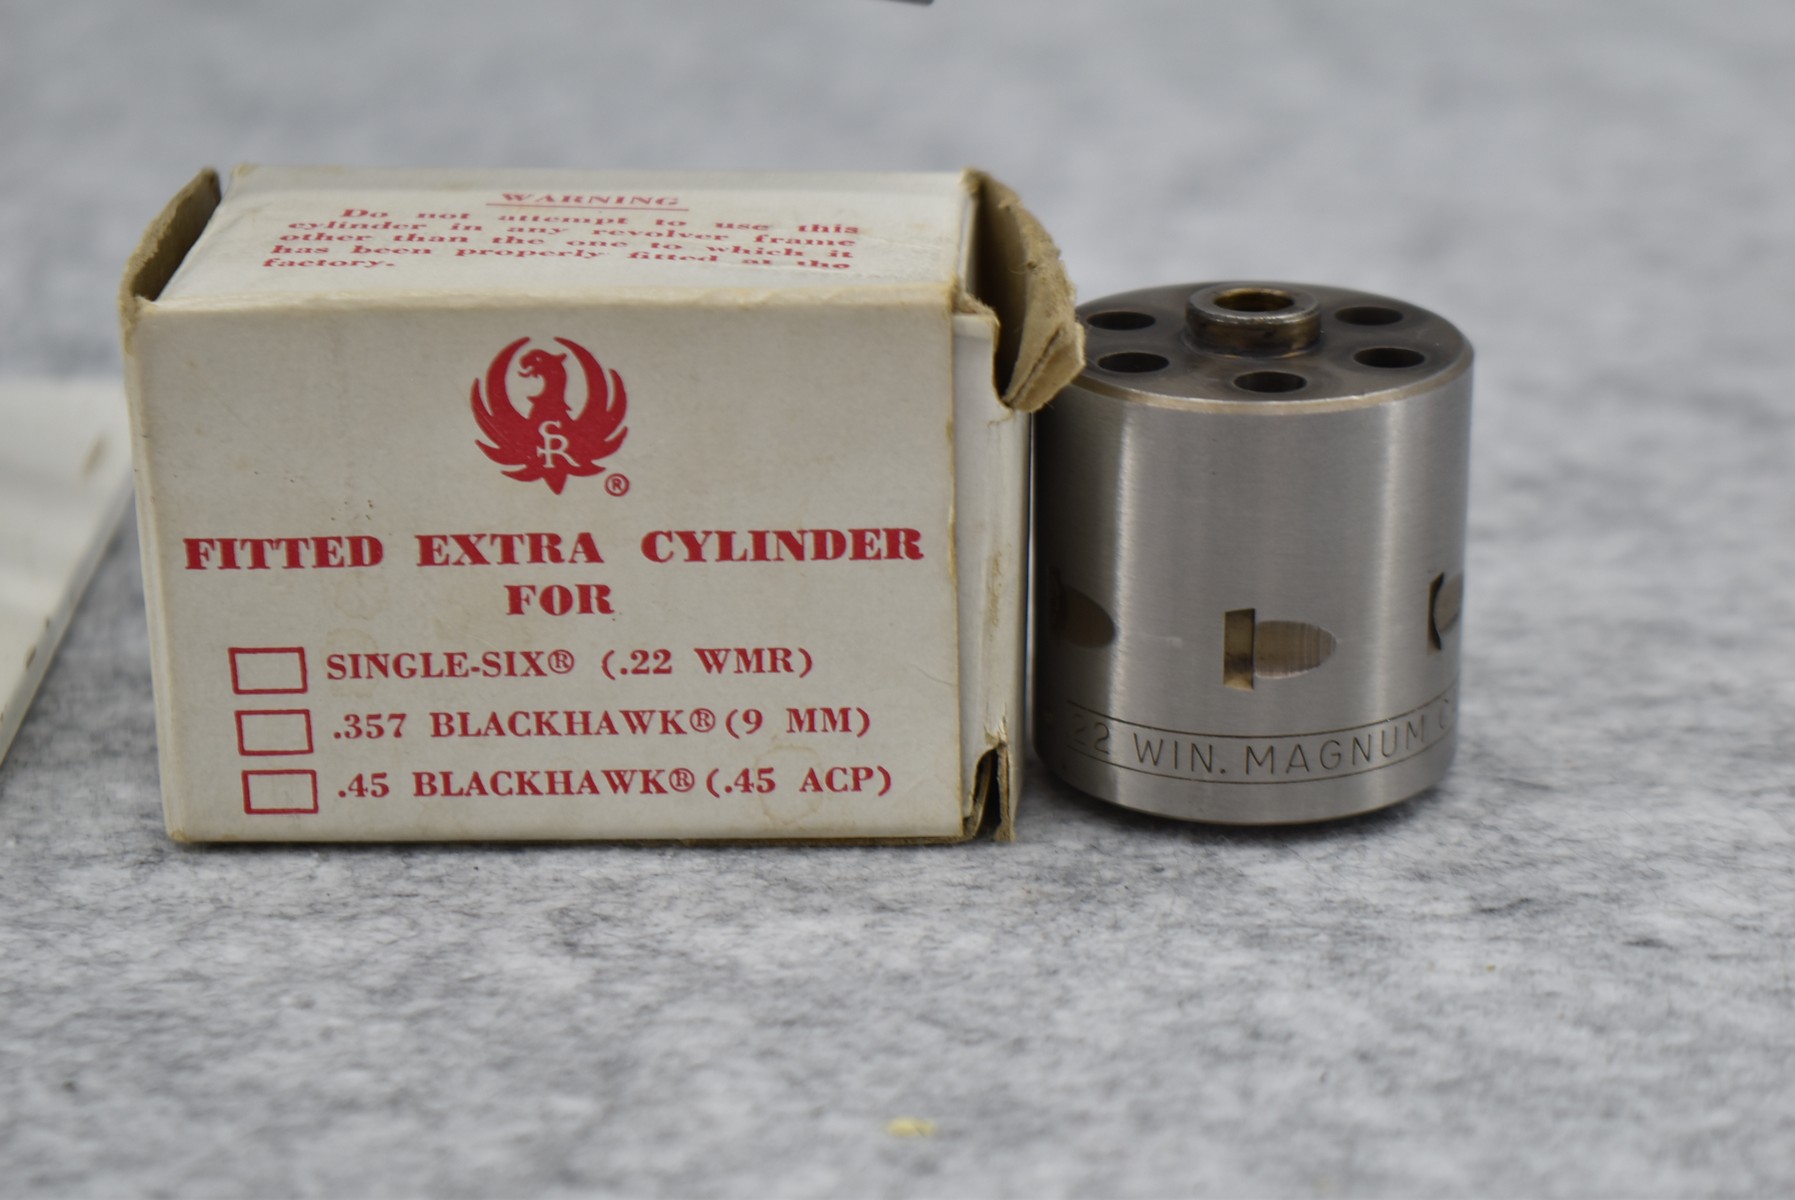 WARNING
Do not attempt to use this
cylinder in any revolver frame
other than the one to which it
has been properly fitted at the
factory.
SR
®
FITTED EXTRA CYLINDER
FOR
SINGLE-SIX® (.22 WMR)
.357 BLACKHAWK® (9 MM)
.45 BLACKHAWK® (.45 ACP)
22 WIN. MAGNUM C